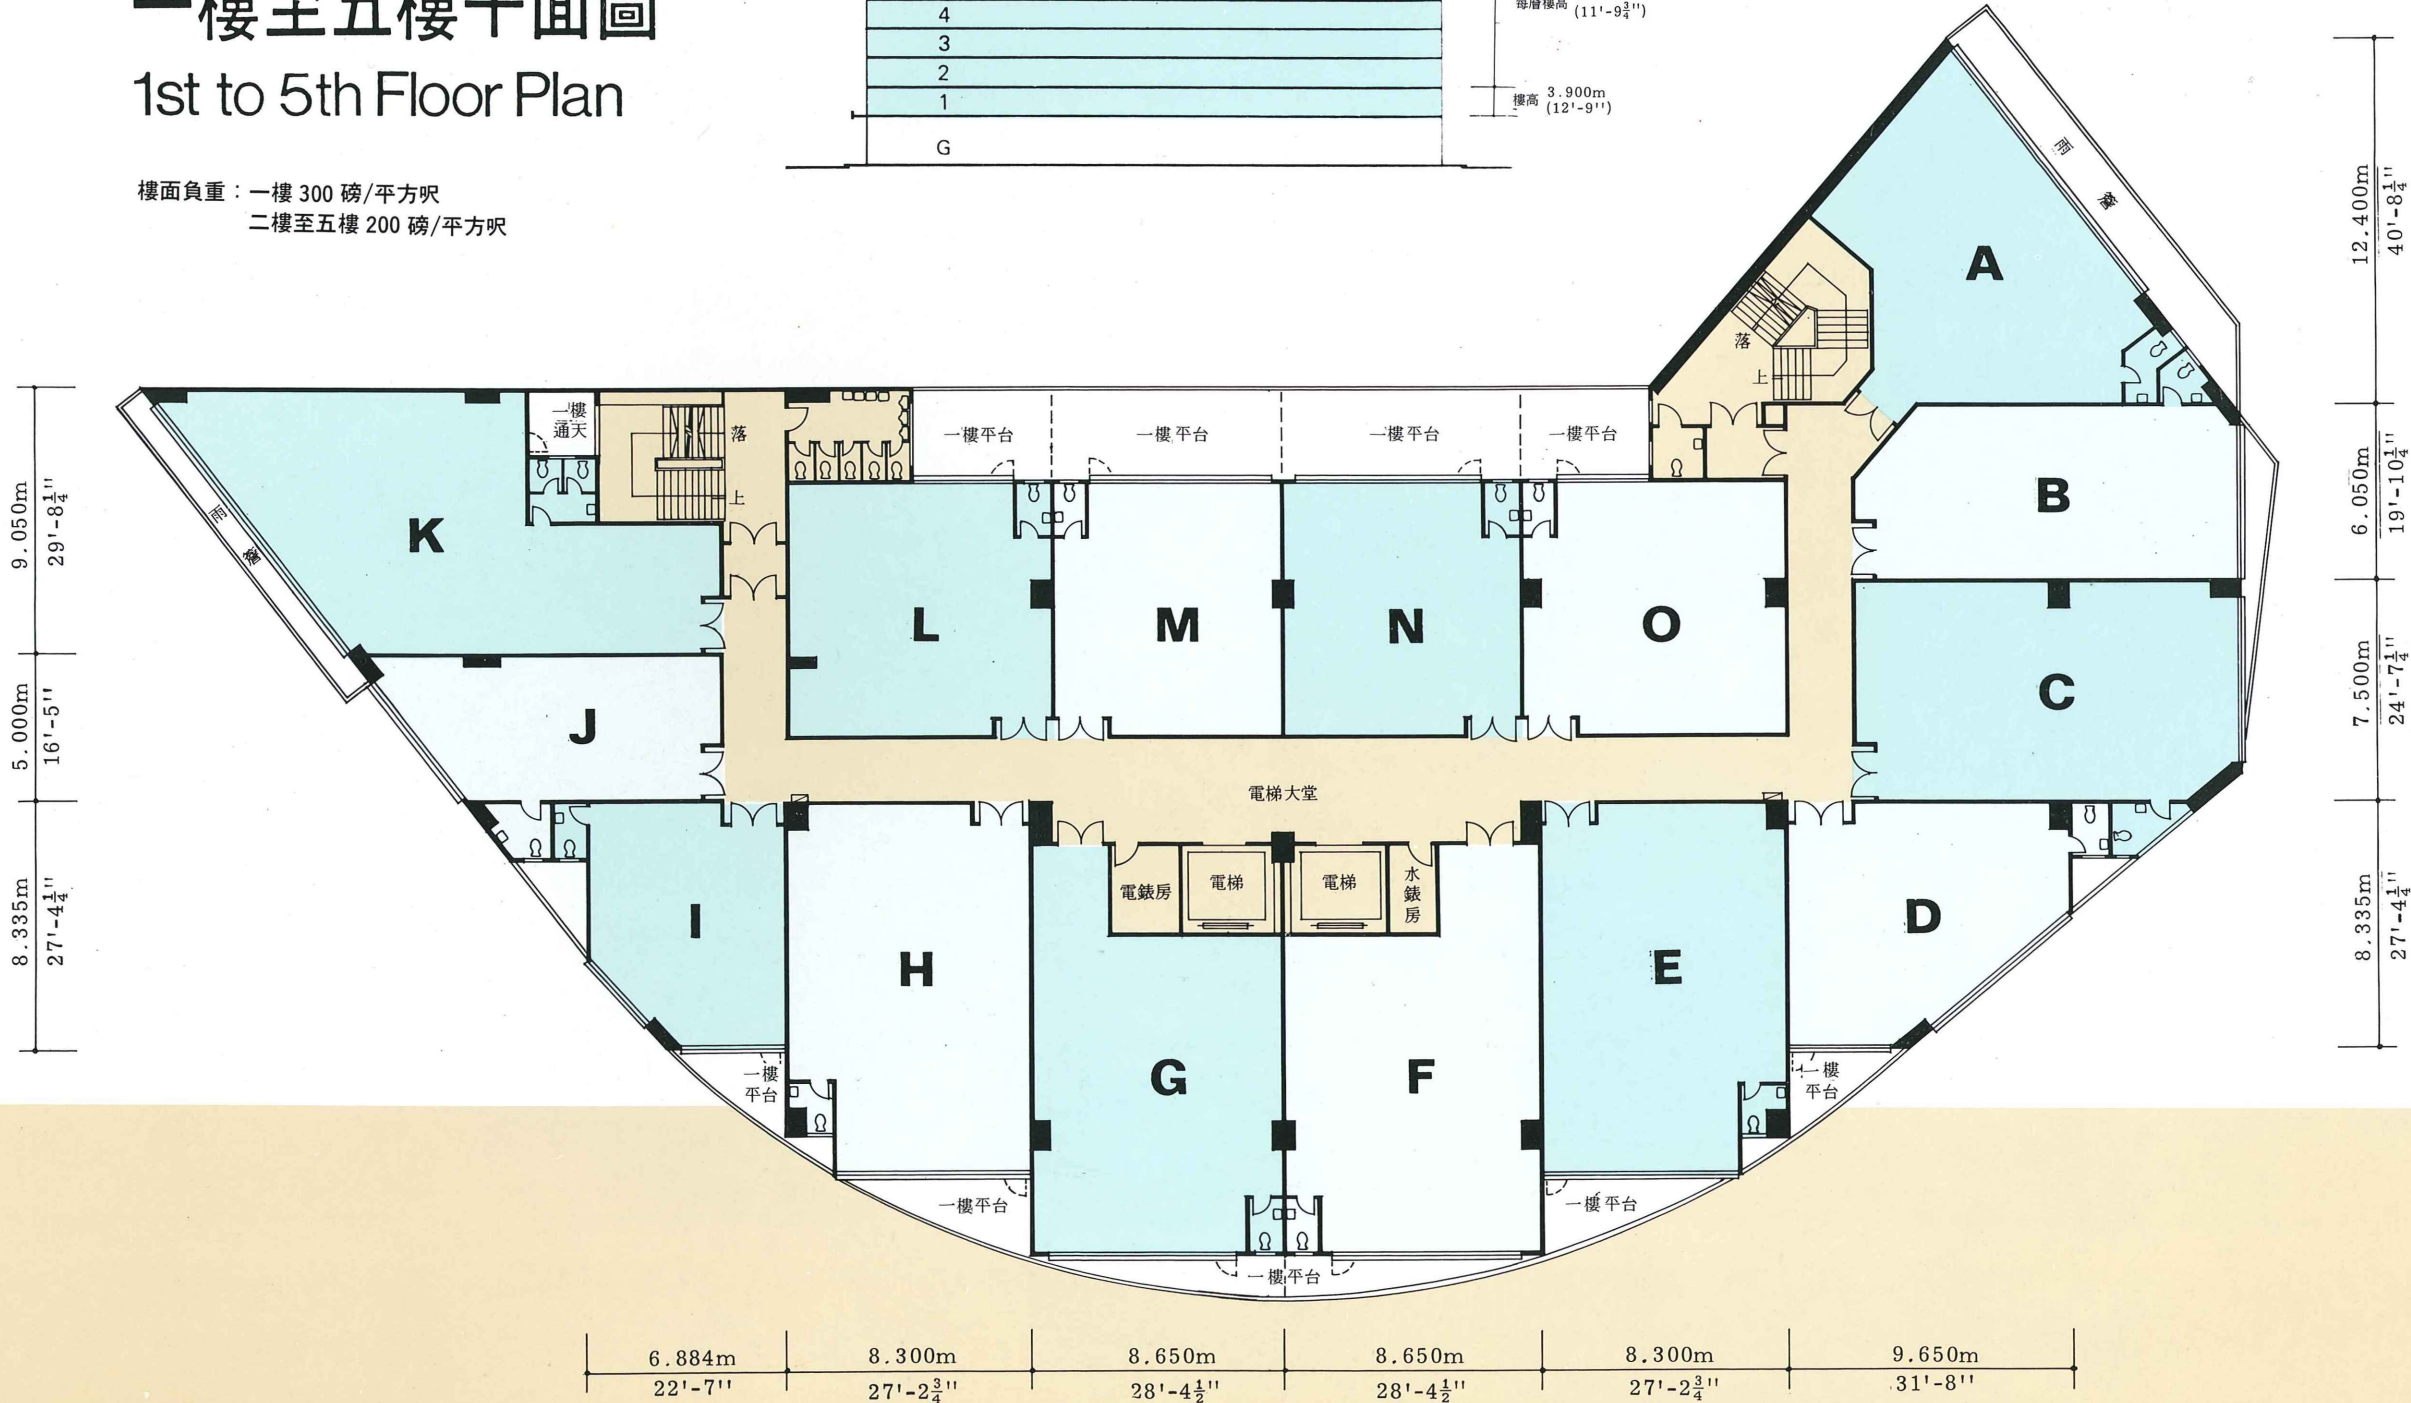 一樓至五樓平面圖
1st to 5th Floor Plan
樓面負重：一樓 300 磅/平方呎
二樓至五樓 200 磅/平方呎
4
3
2
1
G
每層樓高 (11'-9¾'')
樓高 3.900m (12'-9'')
雨簷
A
落
上
B
C
D
E
F
G
H
I
J
K
L
M
N
O
雨簷
一樓
通天
落
上
一樓平台
一樓平台
一樓平台
一樓平台
電梯大堂
電錶房
電梯
電梯
水錶房
一樓
平台
一樓
平台
一樓平台
一樓平台
一樓平台
9.050m
29'-8¼''
5.000m
16'-5''
8.335m
27'-4¼''
12.400m
40'-8¼''
6.050m
19'-10¼''
7.500m
24'-7¼''
8.335m
27'-4¼''
6.884m
22'-7''
8.300m
27'-2¾''
8.650m
28'-4½''
8.650m
28'-4½''
8.300m
27'-2¾''
9.650m
31'-8''